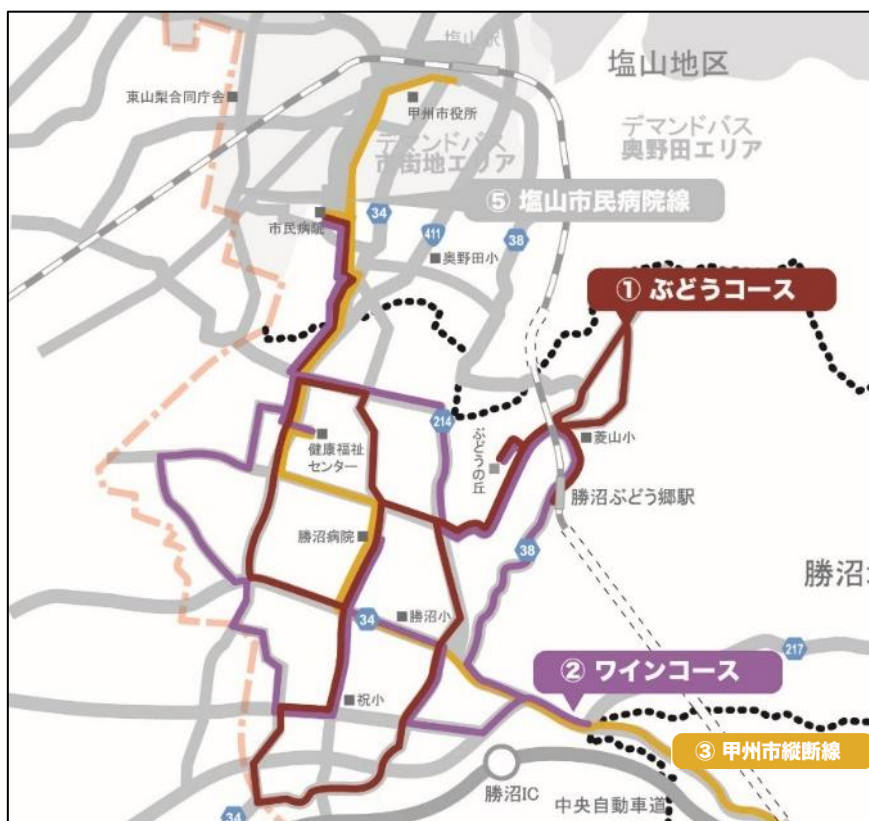 塩山駅
塩山地区
東山梨合同庁舎
甲州市役所
デマンドバス
市街地エリア
デマンドバス
奥野田エリア
⑤ 塩山市民病院線
市民病院
34
411
38
奥野田小
① ぶどうコース
214
健康福祉
センター
ぶどうの丘
菱山小
勝沼ぶどう郷駅
勝沼病院
38
勝沼
34
勝沼小
217
② ワインコース
祝小
③ 甲州市縦断線
勝沼IC
中央自動車道
34